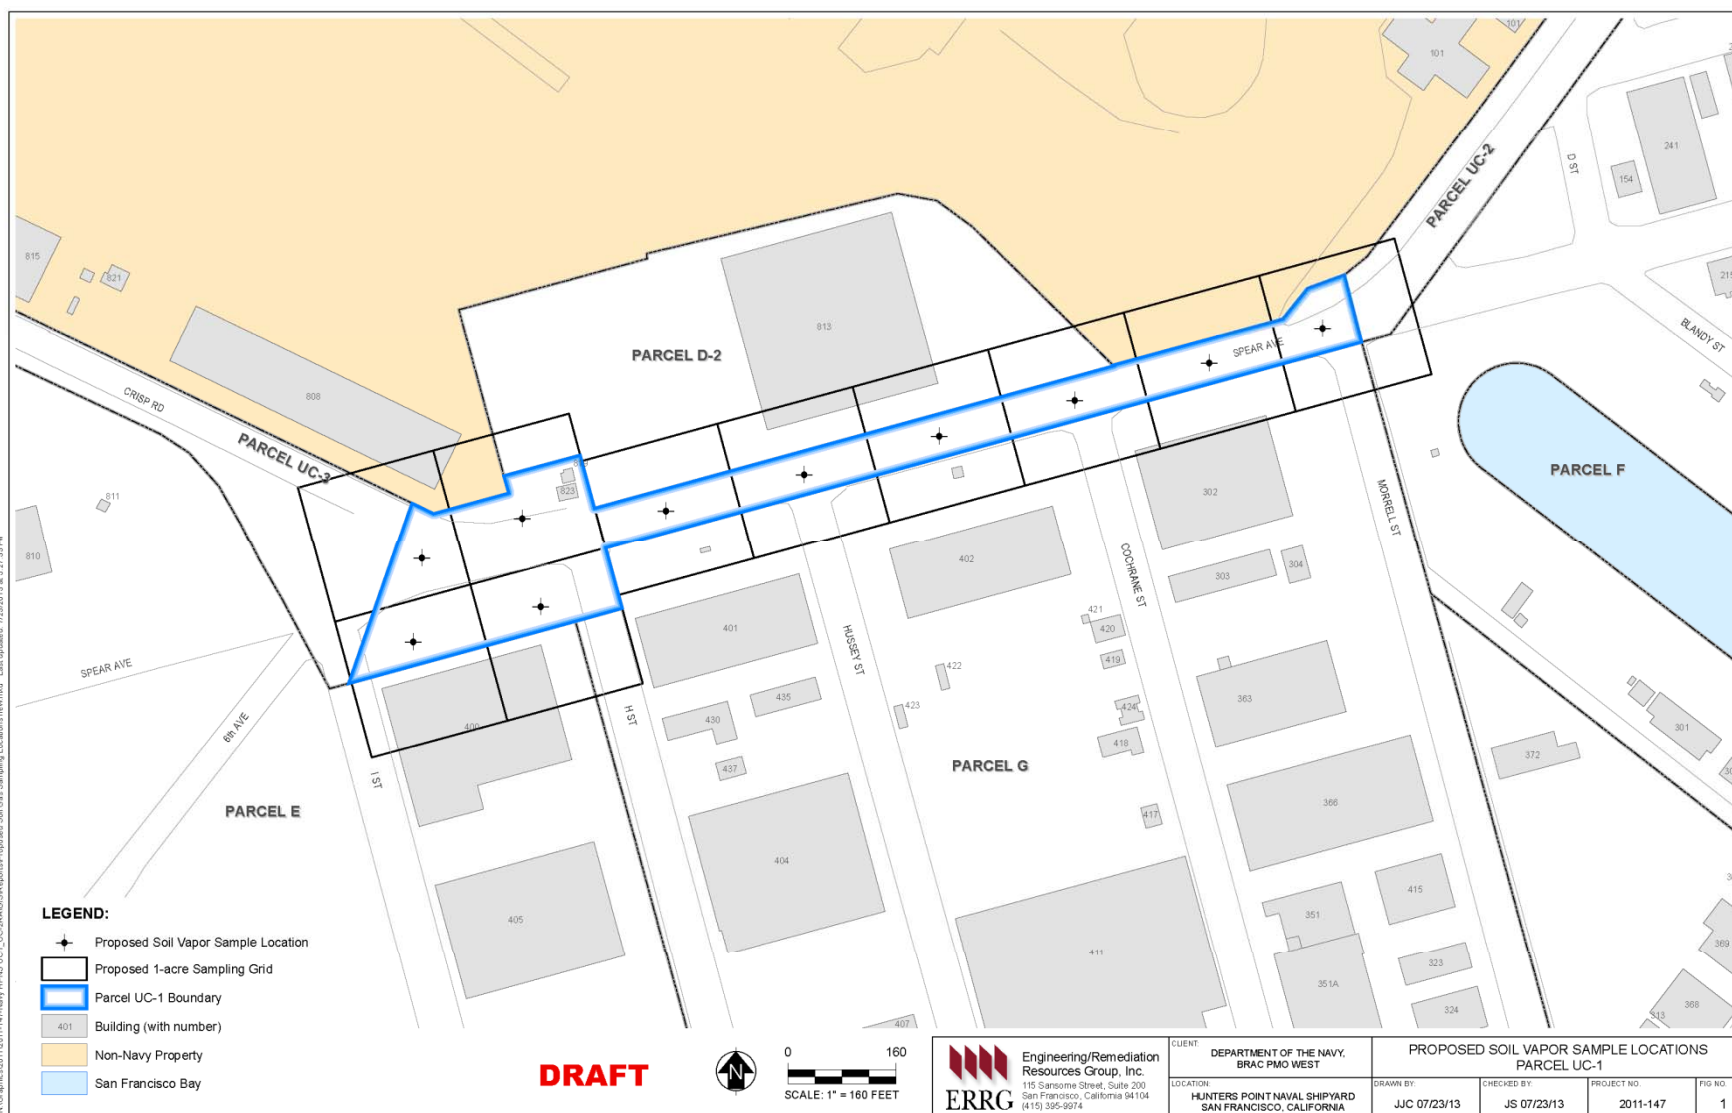 101
101
PARCEL UC-2
D ST
241
154
815
821
PARCEL D-2
813
215
BLANDY ST
SPEAR AVE
CRISP RD
808
PARCEL UC-3
PARCEL F
811
823
302
MORRELL ST
810
402
COCHRANE ST
303
304
421
420
401
HUSSEY ST
419
SPEAR AVE
422
435
363
423
424
6th AVE
400
H ST
430
418
301
372
437
PARCEL G
I ST
366
PARCEL E
417
404
415
405
351
411
323
369
351A
324
368
313
407
LEGEND:
Proposed Soil Vapor Sample Location
Proposed 1-acre Sampling Grid
Parcel UC-1 Boundary
401 Building (with number)
Non-Navy Property
San Francisco Bay
DRAFT
N
0 160
SCALE: 1" = 160 FEET
ERRG
Engineering/Remediation
Resources Group, Inc.
115 Sansome Street, Suite 200
San Francisco, California 94104
(415) 395-9974
CLIENT:
DEPARTMENT OF THE NAVY,
BRAC PMO WEST
LOCATION:
HUNTERS POINT NAVAL SHIPYARD
SAN FRANCISCO, CALIFORNIA
PROPOSED SOIL VAPOR SAMPLE LOCATIONS
PARCEL UC-1
DRAWN BY:
JJC 07/23/13
CHECKED BY:
JS 07/23/13
PROJECT NO.
2011-147
FIG NO.
1